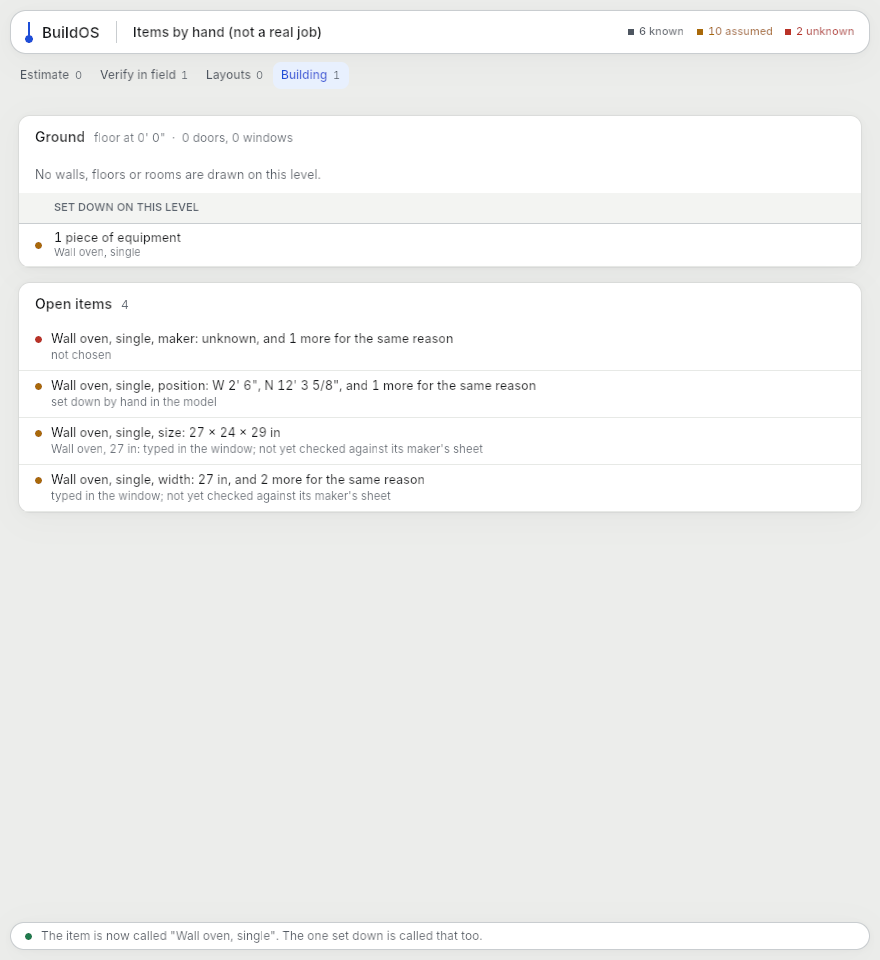 BuildOS
Items by hand (not a real job)
6 known
10 assumed
2 unknown
Estimate 0
Verify in field 1
Layouts 0
Building 1
Ground floor at 0' 0" · 0 doors, 0 windows
No walls, floors or rooms are drawn on this level.
SET DOWN ON THIS LEVEL
1 piece of equipment
Wall oven, single
Open items 4
Wall oven, single, maker: unknown, and 1 more for the same reason
not chosen
Wall oven, single, position: W 2' 6", N 12' 3 5/8", and 1 more for the same reason
set down by hand in the model
Wall oven, single, size: 27 × 24 × 29 in
Wall oven, 27 in: typed in the window; not yet checked against its maker's sheet
Wall oven, single, width: 27 in, and 2 more for the same reason
typed in the window; not yet checked against its maker's sheet
The item is now called "Wall oven, single". The one set down is called that too.